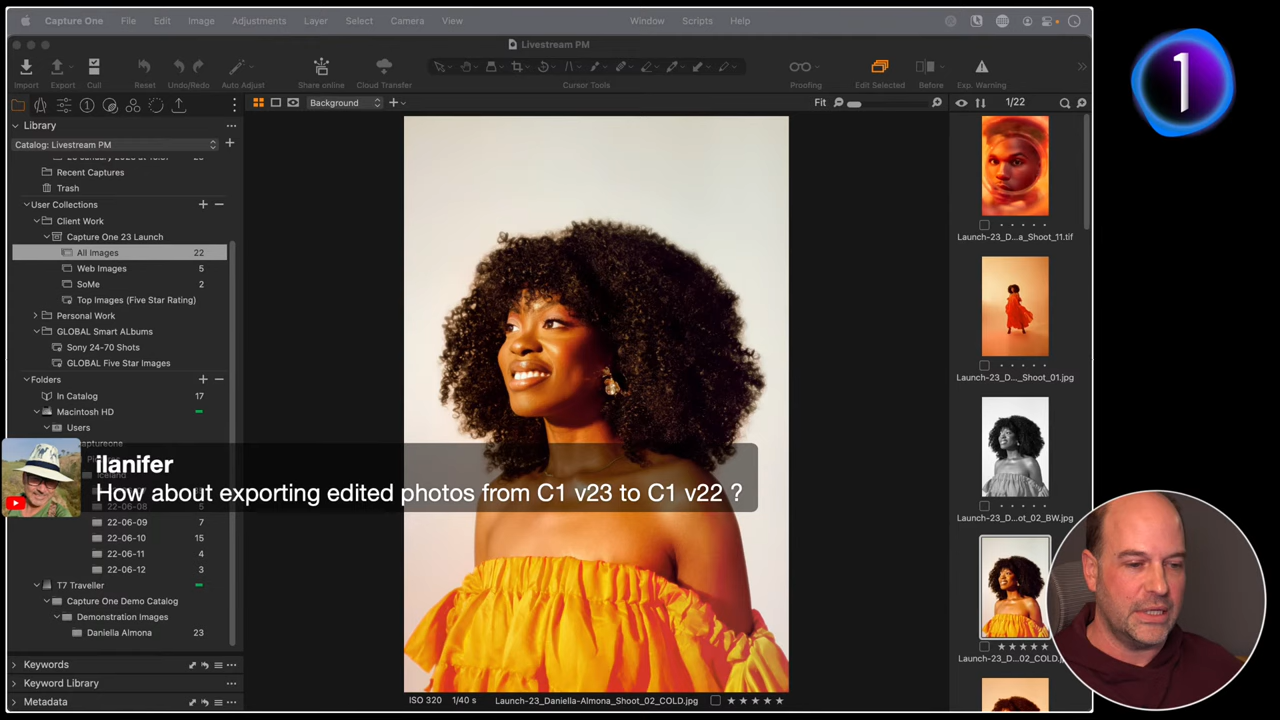 Capture One File Edit Image Adjustments Layer Select Camera View Window Scripts Help
Livestream PM
Import Export Cull Reset Undo/Redo Auto Adjust Share online Cloud Transfer Cursor Tools Proofing Edit Selected Before Exp. Warning
Background
Fit
1/22
Library
Catalog: Livestream PM
Recent Captures
Trash
User Collections
Client Work
Capture One 23 Launch
All Images 22
Web Images 5
SoMe 2
Top Images (Five Star Rating)
Personal Work
GLOBAL Smart ALbums
Sony 24-70 Shots
GLOBAL Five Star Images
Folders
In Catalog 17
Macintosh HD
Users
captureone
ilanifer
How about exporting edited photos from C1 v23 to C1 v22 ?
22-06-08 5
22-06-09 7
22-06-10 15
22-06-11 4
22-06-12 3
T7 Traveller
Capture One Demo Catalog
Demonstration Images
Daniella Almona 23
Keywords
Keyword Library
Metadata
ISO 320 1/40 s Launch-23_Daniella-Almona_Shoot_02_COLD.jpg
Launch-23_D...a_Shoot_11.tif
Launch-23_D..._Shoot_01.jpg
Launch-23_D...ot_02_BW.jpg
Launch-23_D...02_COLD.jpg
1